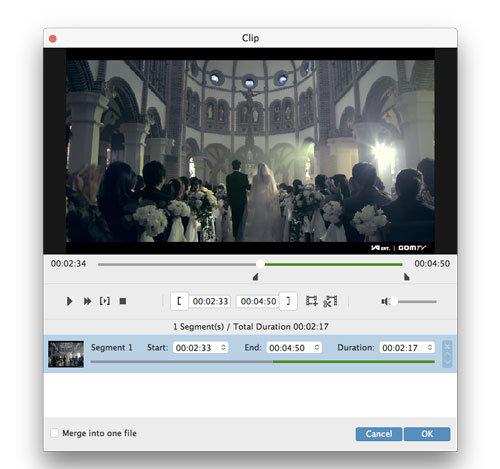 Clip
YG ENT. | GOMTV
00:02:34 00:04:50
[ 00:02:33 00:04:50 ]
1 Segment(s) / Total Duration 00:02:17
Segment 1 Start: 00:02:33 End: 00:04:50 Duration: 00:02:17
Merge into one file Cancel OK